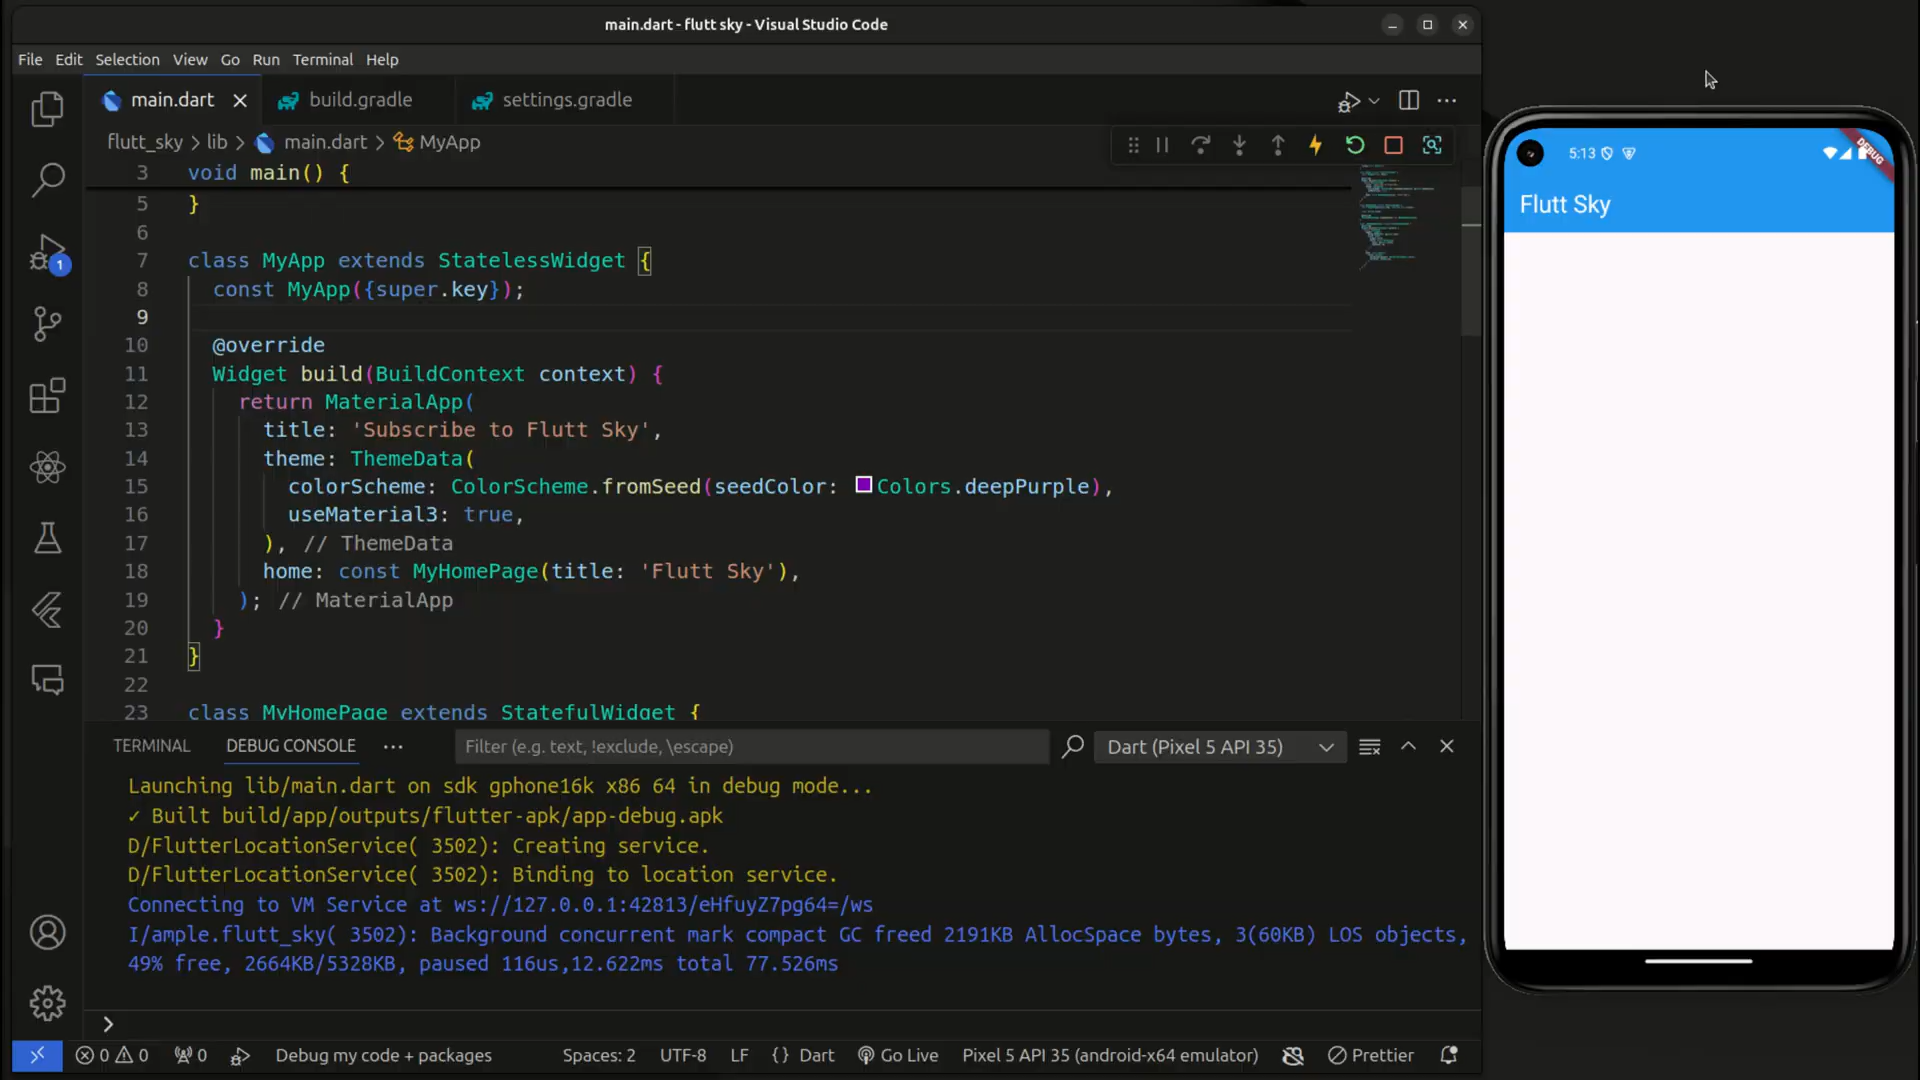 main.dart - flutt sky - Visual Studio Code
File Edit Selection View Go Run Terminal Help
main.dart build.gradle settings.gradle
flutt_sky > lib > main.dart > MyApp
3 void main() {
5 }
6
7 class MyApp extends StatelessWidget {
8 const MyApp({super.key});
9
10 @override
11 Widget build(BuildContext context) {
12 return MaterialApp(
13 title: 'Subscribe to Flutt Sky',
14 theme: ThemeData(
15 colorScheme: ColorScheme.fromSeed(seedColor: Colors.deepPurple),
16 useMaterial3: true,
17 ), // ThemeData
18 home: const MyHomePage(title: 'Flutt Sky'),
19 ); // MaterialApp
20 }
21 }
22
23 class MyHomePage extends StatefulWidget {
1
TERMINAL DEBUG CONSOLE Filter (e.g. text, !exclude, \escape) Dart (Pixel 5 API 35)
Launching lib/main.dart on sdk gphone16k x86 64 in debug mode...
✓ Built build/app/outputs/flutter-apk/app-debug.apk
D/FlutterLocationService( 3502): Creating service.
D/FlutterLocationService( 3502): Binding to location service.
Connecting to VM Service at ws://127.0.0.1:42813/eHfuyZ7pg64=/ws
I/ample.flutt_sky( 3502): Background concurrent mark compact GC freed 2191KB AllocSpace bytes, 3(60KB) LOS objects,
49% free, 2664KB/5328KB, paused 116us,12.622ms total 77.526ms
>
0 0 0 Debug my code + packages Spaces: 2 UTF-8 LF {} Dart Go Live Pixel 5 API 35 (android-x64 emulator) Prettier
5:13
DEBUG
Flutt Sky